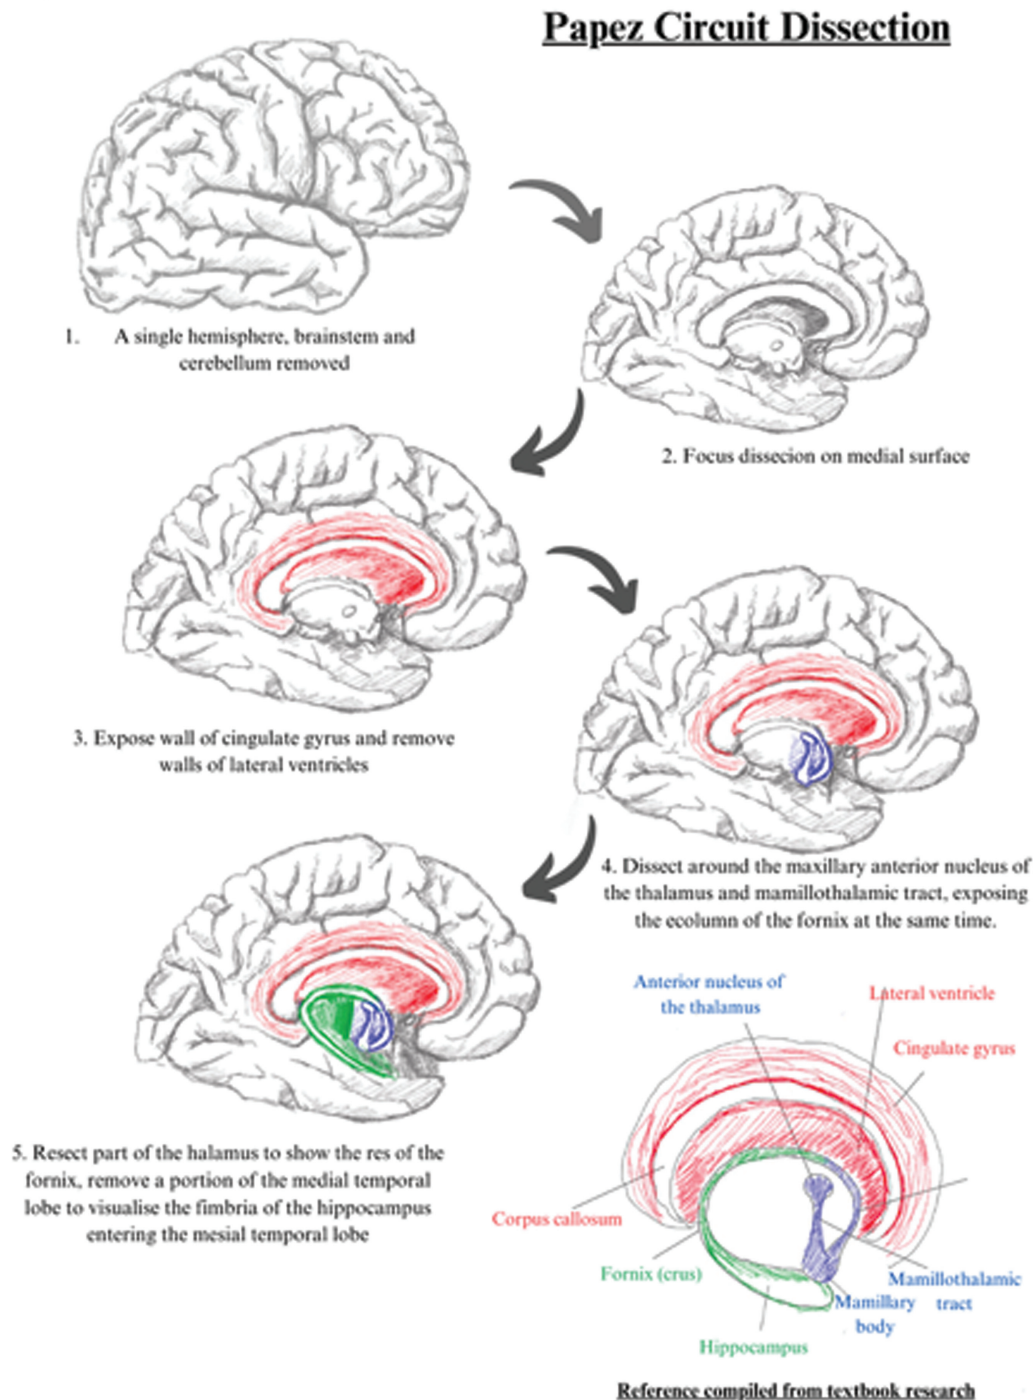 Papez Circuit Dissection
1. A single hemisphere, brainstem and
cerebellum removed
2. Focus dissecion on medial surface
3. Expose wall of cingulate gyrus and remove
walls of lateral ventricles
4. Dissect around the maxillary anterior nucleus of
the thalamus and mamillothalamic tract, exposing
the ecolumn of the fornix at the same time.
5. Resect part of the halamus to show the res of the
fornix, remove a portion of the medial temporal
lobe to visualise the fimbria of the hippocampus
entering the mesial temporal lobe
Anterior nucleus of
the thalamus
Lateral ventricle
Cingulate gyrus
Corpus callosum
Fornix (crus)
Mamillothalamic
tract
Mamillary
body
Hippocampus
Reference compiled from textbook research